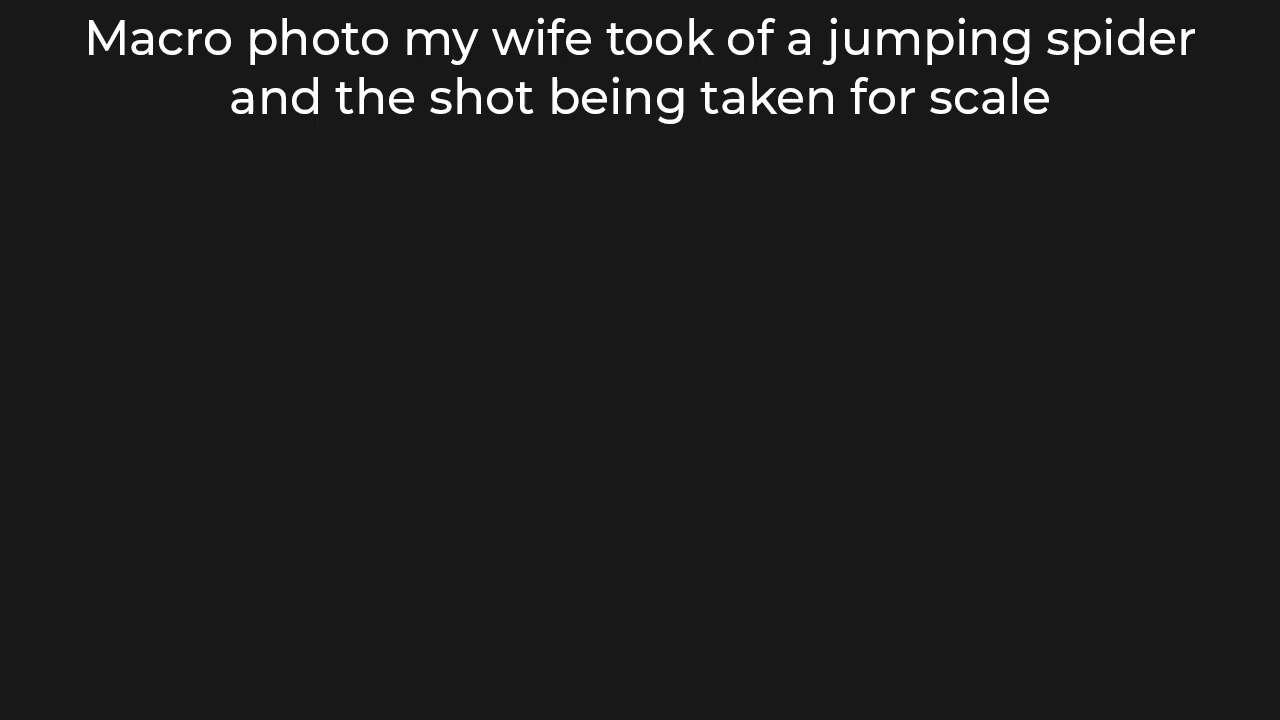 Macro photo my wife took of a jumping spider
and the shot being taken for scale